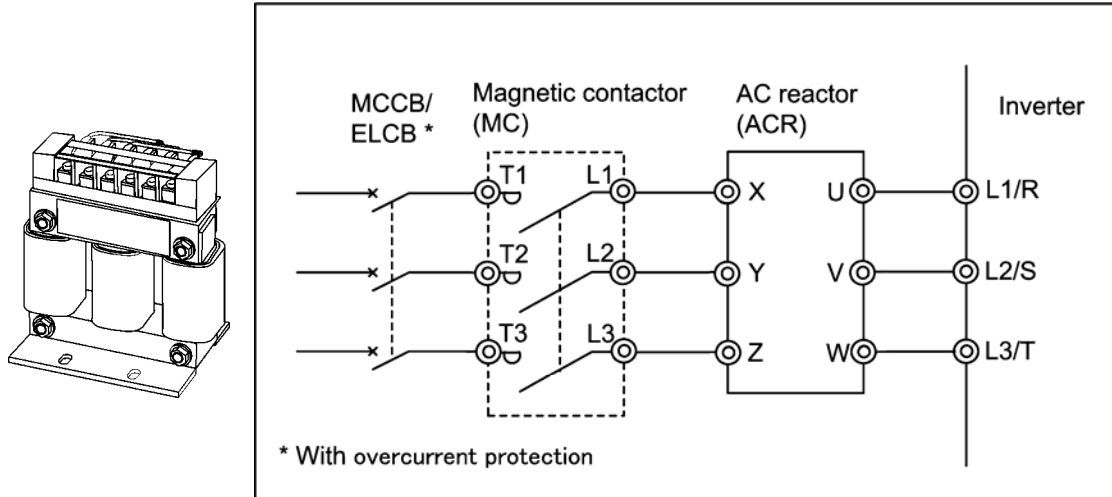 MCCB/
ELCB *
Magnetic contactor
(MC)
AC reactor
(ACR)
Inverter
T1 L1 X U L1/R
T2 L2 Y V L2/S
T3 L3 Z W L3/T
* With overcurrent protection